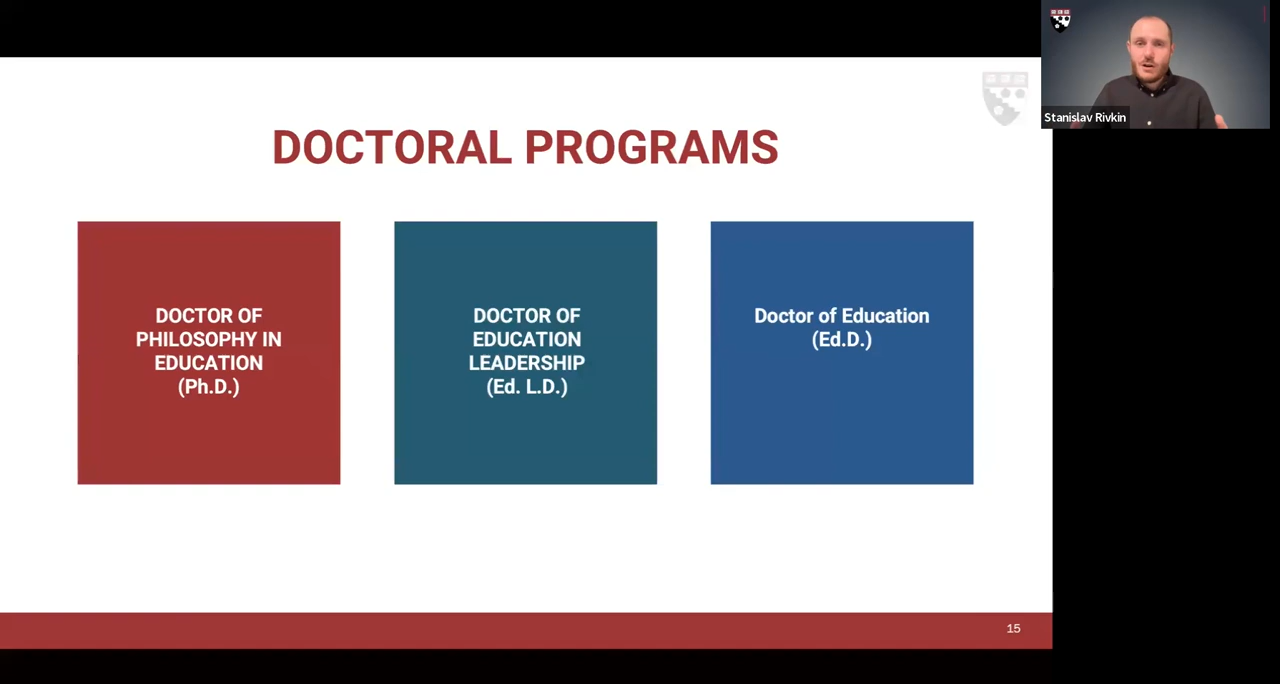 DOCTORAL PROGRAMS
DOCTOR OF
PHILOSOPHY IN
EDUCATION
(Ph.D.)
DOCTOR OF
EDUCATION
LEADERSHIP
(Ed. L.D.)
Doctor of Education
(Ed.D.)
15
Stanislav Rivkin